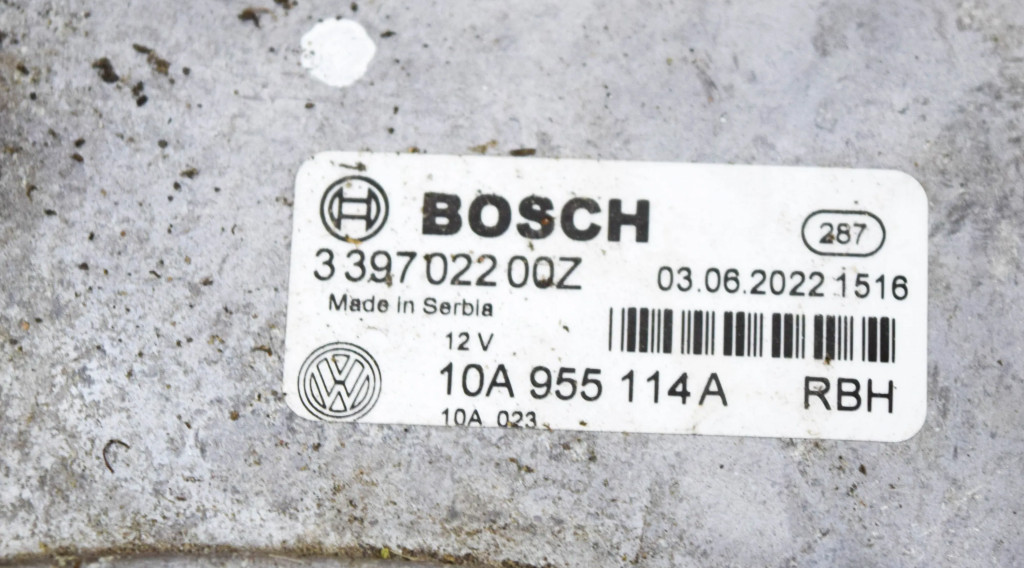 BOSCH
287
3 397 022 00Z
03.06.2022 1516
Made in Serbia
12 V
10A 955 114 A
RBH
10A 023